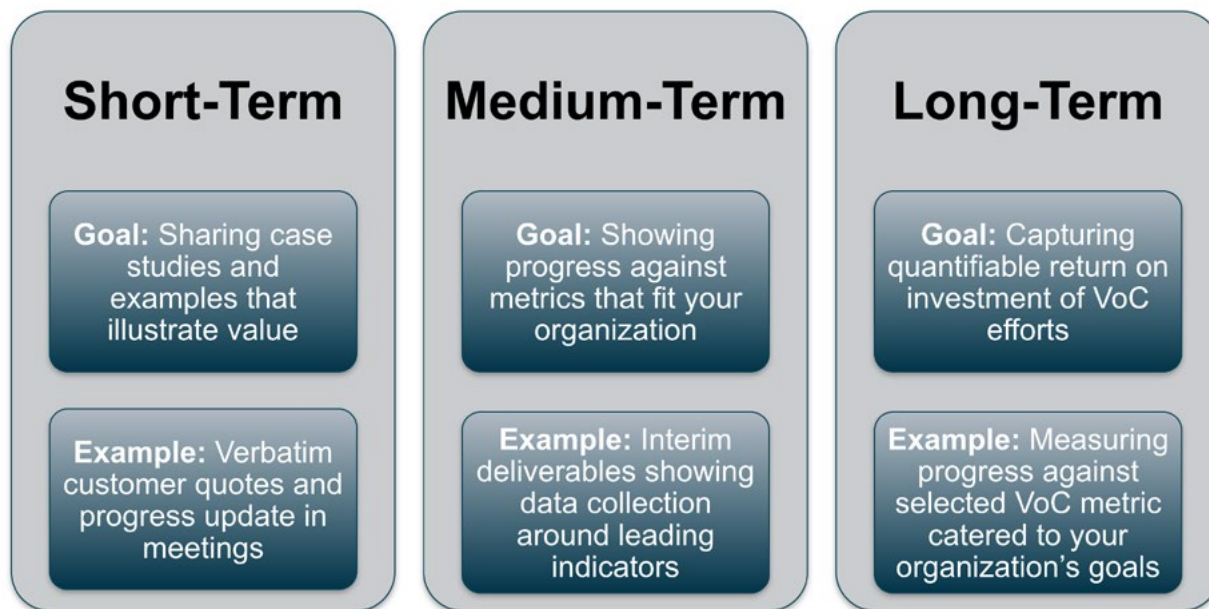 Short-Term
Goal: Sharing case
studies and
examples that
illustrate value
Example: Verbatim
customer quotes and
progress update in
meetings
Medium-Term
Goal: Showing
progress against
metrics that fit your
organization
Example: Interim
deliverables showing
data collection
around leading
indicators
Long-Term
Goal: Capturing
quantifiable return on
investment of VoC
efforts
Example: Measuring
progress against
selected VoC metric
catered to your
organization’s goals